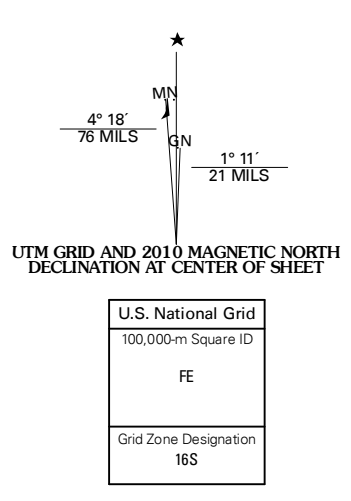 ★
MN
4° 18´
76 MILS
GN
1° 11´
21 MILS
UTM GRID AND 2010 MAGNETIC NORTH
DECLINATION AT CENTER OF SHEET
U.S. National Grid
100,000-m Square ID
FE
Grid Zone Designation
16S